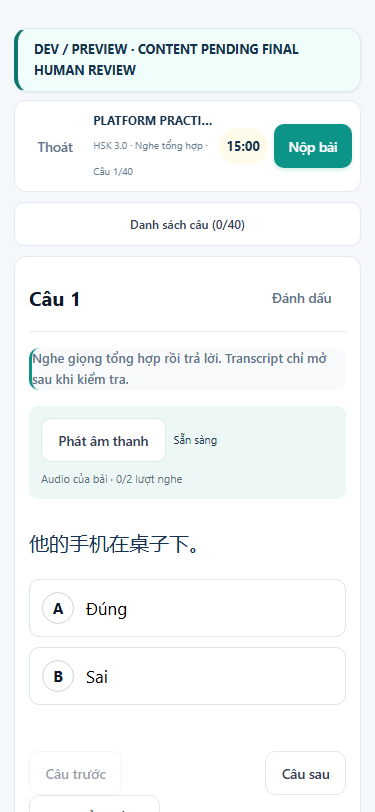 DEV / PREVIEW · CONTENT PENDING FINAL
HUMAN REVIEW
Thoát
PLATFORM PRACTI...
HSK 3.0 · Nghe tổng hợp ·
Câu 1/40
15:00
Nộp bài
Danh sách câu (0/40)
Câu 1
Đánh dấu
Nghe giọng tổng hợp rồi trả lời. Transcript chỉ mở
sau khi kiểm tra.
Phát âm thanh
Sẵn sàng
Audio của bài · 0/2 lượt nghe
他的手机在桌子下。
A Đúng
B Sai
Câu trước
Câu sau